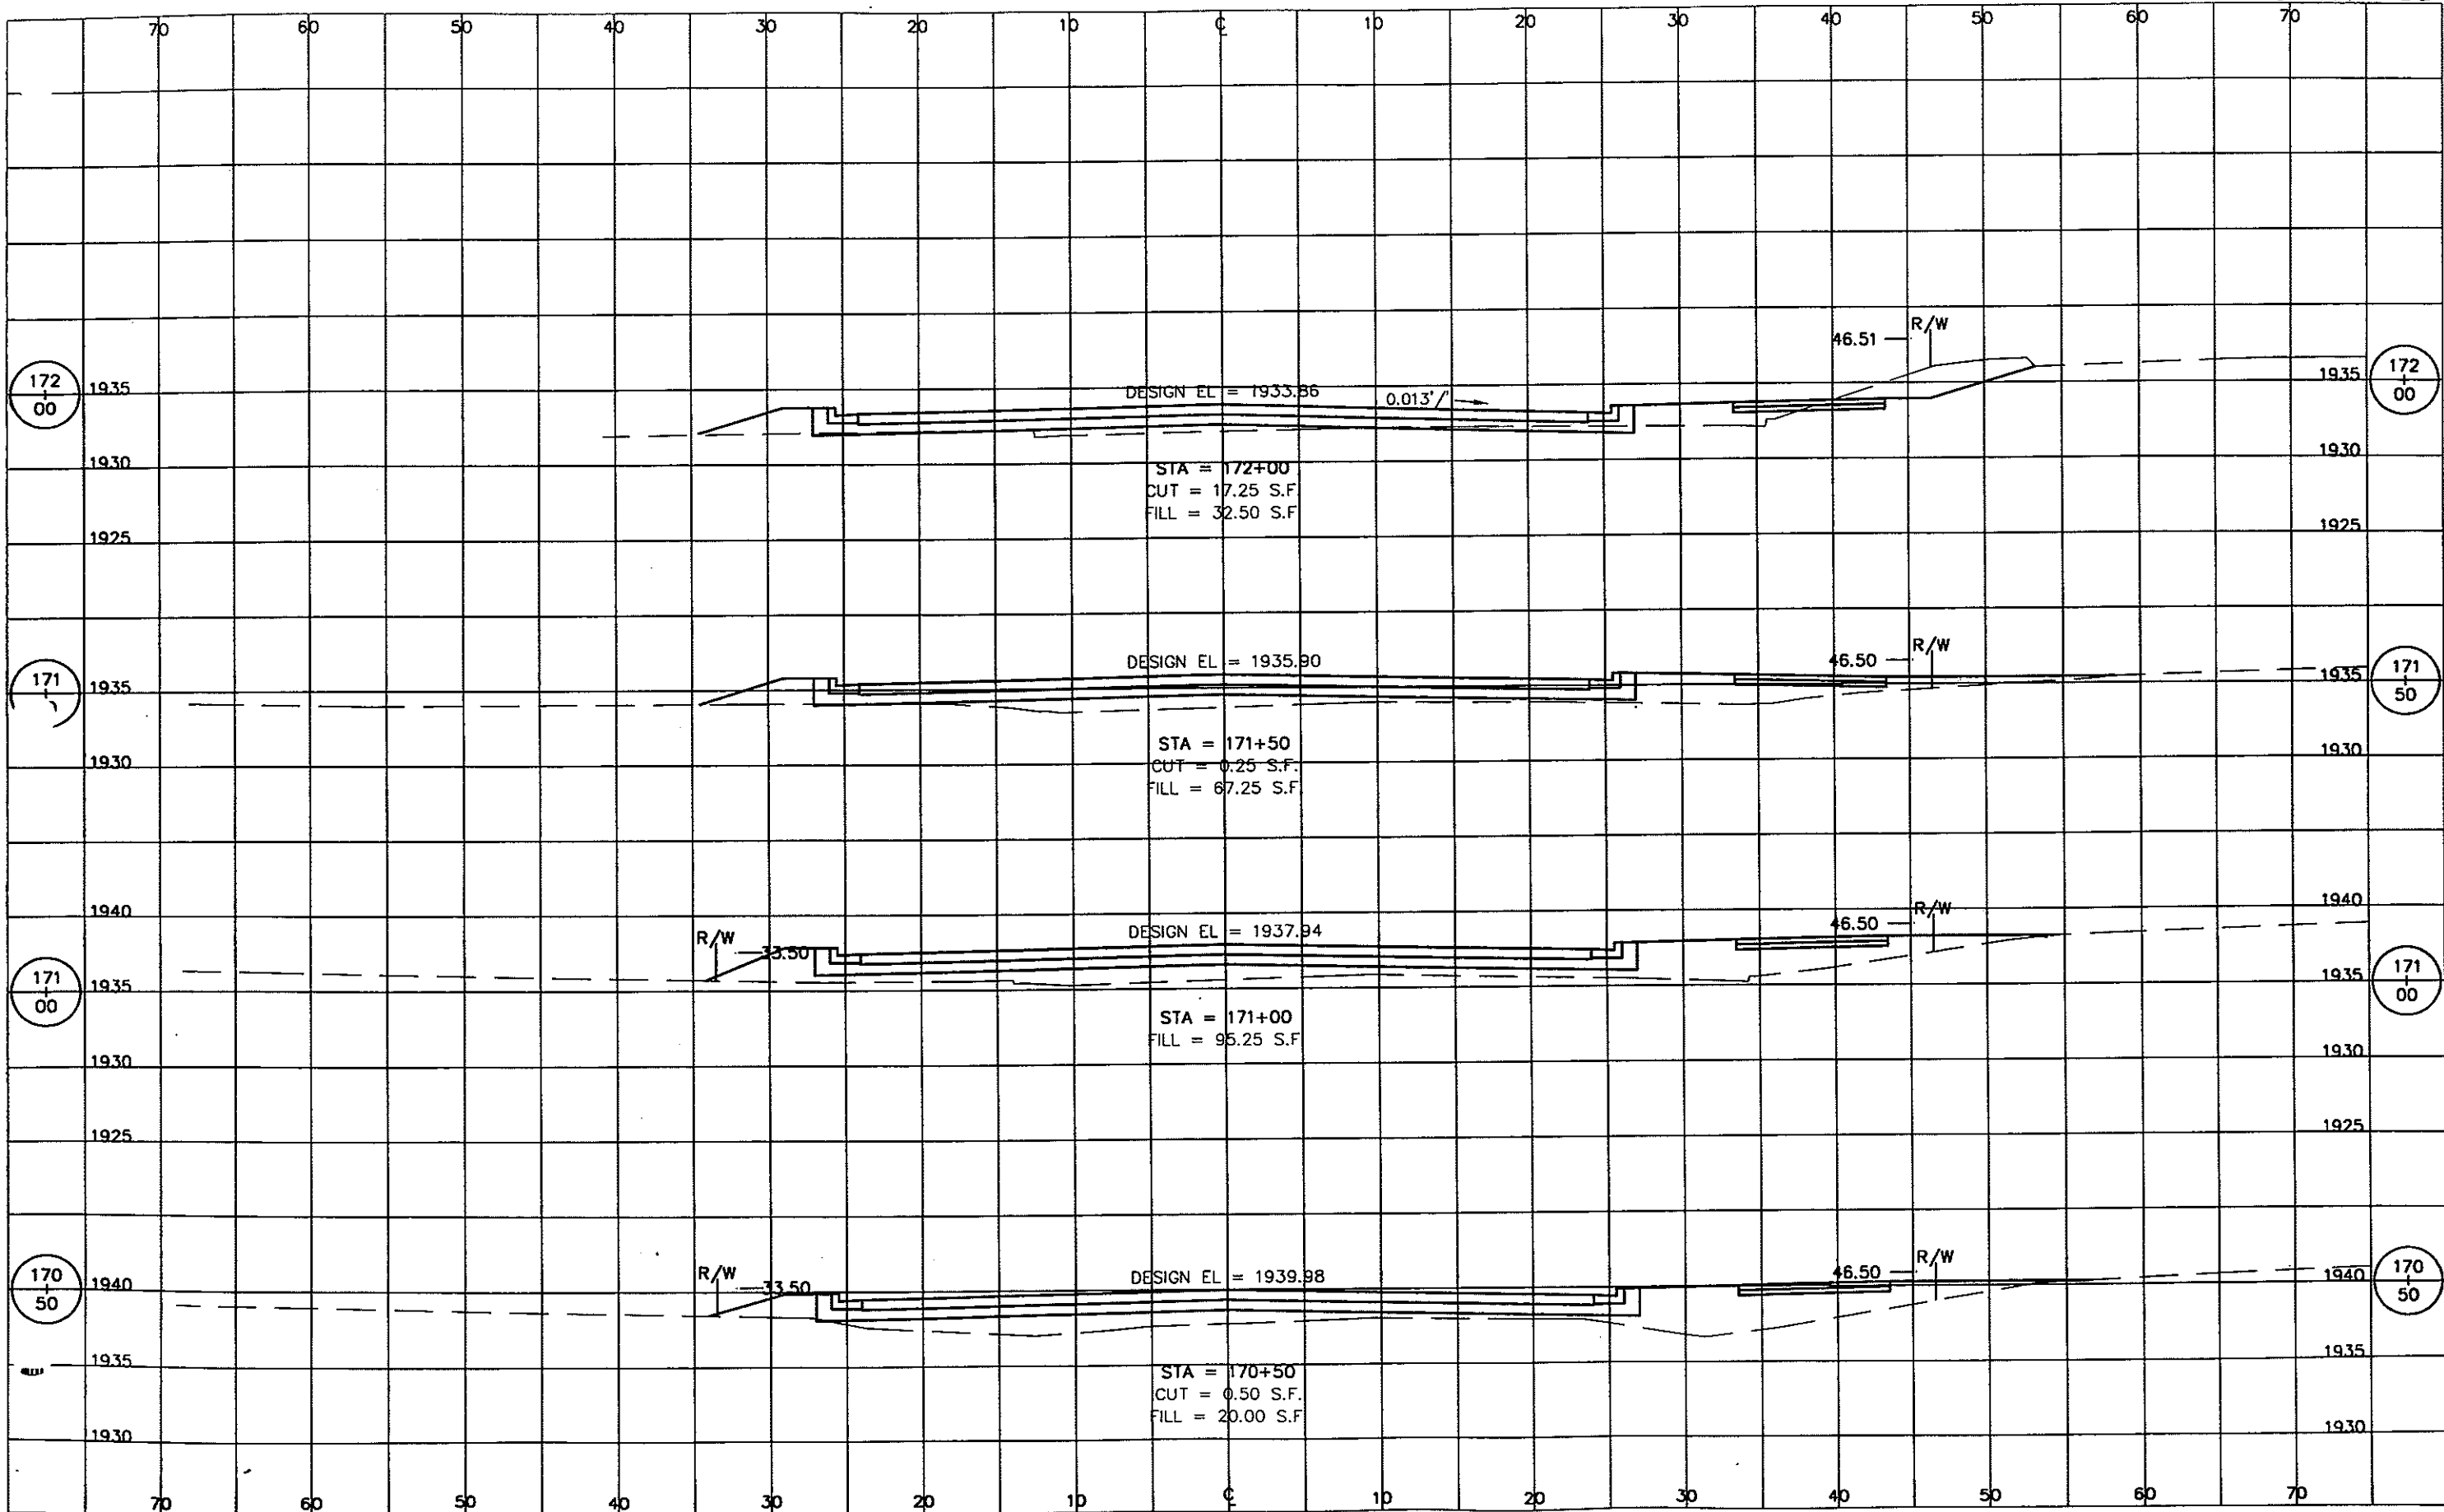 70 60 50 40 30 20 10 ℄ 10 20 30 40 50 60 70
46.51 R/W
172 00 1935 DESIGN EL = 1933.86 0.013'/' 1935 172 00
1930 1930
STA = 172+00
CUT = 17.25 S.F.
FILL = 32.50 S.F.
1925 1925
DESIGN EL = 1935.90 46.50 R/W
171 1935 1935 171 50
STA = 171+50
1930 CUT = 0.25 S.F. 1930
FILL = 67.25 S.F.
1940 1940
R/W 33.50 DESIGN EL = 1937.94 46.50 R/W
171 00 1935 1935 171 00
STA = 171+00
FILL = 95.25 S.F.
1930 1930
1925 1925
R/W 33.50 DESIGN EL = 1939.98 46.50 R/W
170 50 1940 1940 170 50
1935 1935
STA = 170+50
CUT = 0.50 S.F.
FILL = 20.00 S.F.
1930 1930
70 60 50 40 30 20 10 ℄ 10 20 30 40 50 60 70